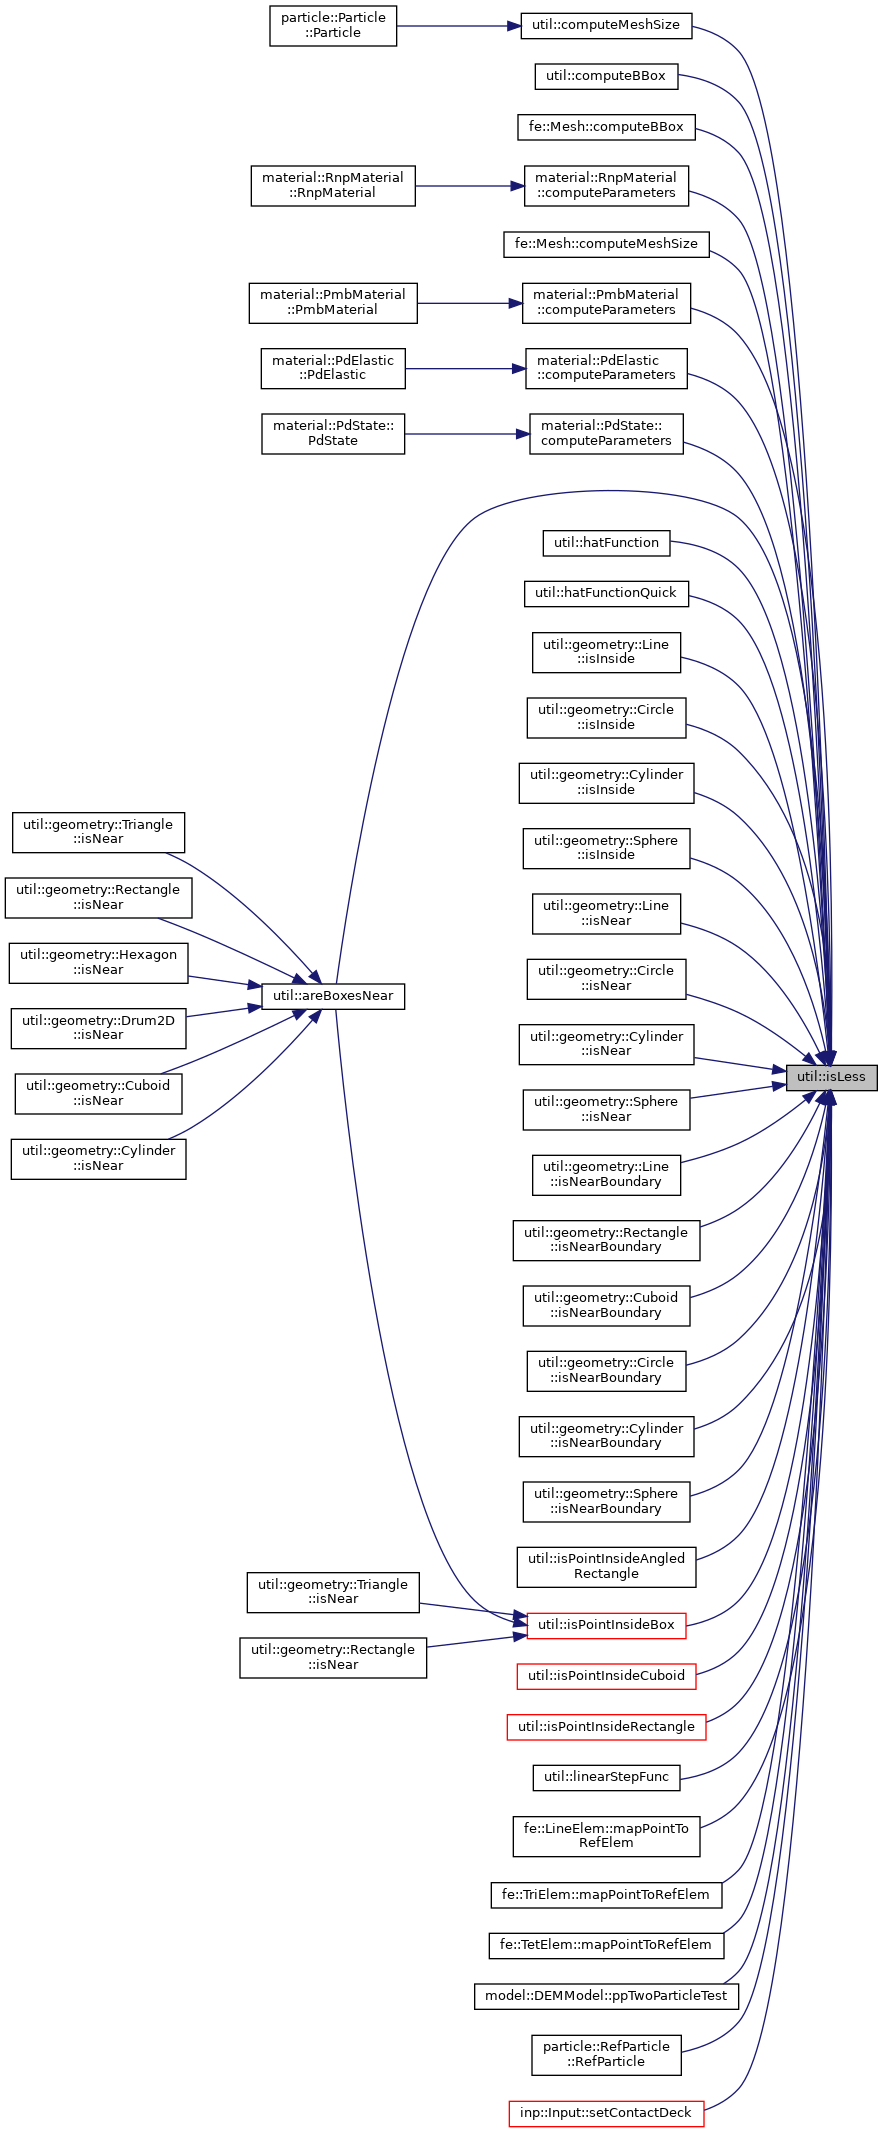 particle::Particle
::Particle
util::computeMeshSize
util::computeBBox
fe::Mesh::computeBBox
material::RnpMaterial
::RnpMaterial
material::RnpMaterial
::computeParameters
fe::Mesh::computeMeshSize
material::PmbMaterial
::PmbMaterial
material::PmbMaterial
::computeParameters
material::PdElastic
::PdElastic
material::PdElastic
::computeParameters
material::PdState::
PdState
material::PdState::
computeParameters
util::hatFunction
util::hatFunctionQuick
util::geometry::Line
::isInside
util::geometry::Circle
::isInside
util::geometry::Cylinder
::isInside
util::geometry::Sphere
::isInside
util::geometry::Line
::isNear
util::geometry::Circle
::isNear
util::geometry::Cylinder
::isNear
util::geometry::Sphere
::isNear
util::geometry::Line
::isNearBoundary
util::geometry::Rectangle
::isNearBoundary
util::geometry::Cuboid
::isNearBoundary
util::geometry::Circle
::isNearBoundary
util::geometry::Cylinder
::isNearBoundary
util::geometry::Sphere
::isNearBoundary
util::isPointInsideAngled
Rectangle
util::isPointInsideBox
util::isPointInsideCuboid
util::isPointInsideRectangle
util::linearStepFunc
fe::LineElem::mapPointTo
RefElem
fe::TriElem::mapPointToRefElem
fe::TetElem::mapPointToRefElem
model::DEMModel::ppTwoParticleTest
particle::RefParticle
::RefParticle
inp::Input::setContactDeck
util::geometry::Triangle
::isNear
util::geometry::Rectangle
::isNear
util::geometry::Hexagon
::isNear
util::geometry::Drum2D
::isNear
util::geometry::Cuboid
::isNear
util::geometry::Cylinder
::isNear
util::areBoxesNear
util::geometry::Triangle
::isNear
util::geometry::Rectangle
::isNear
util::isLess